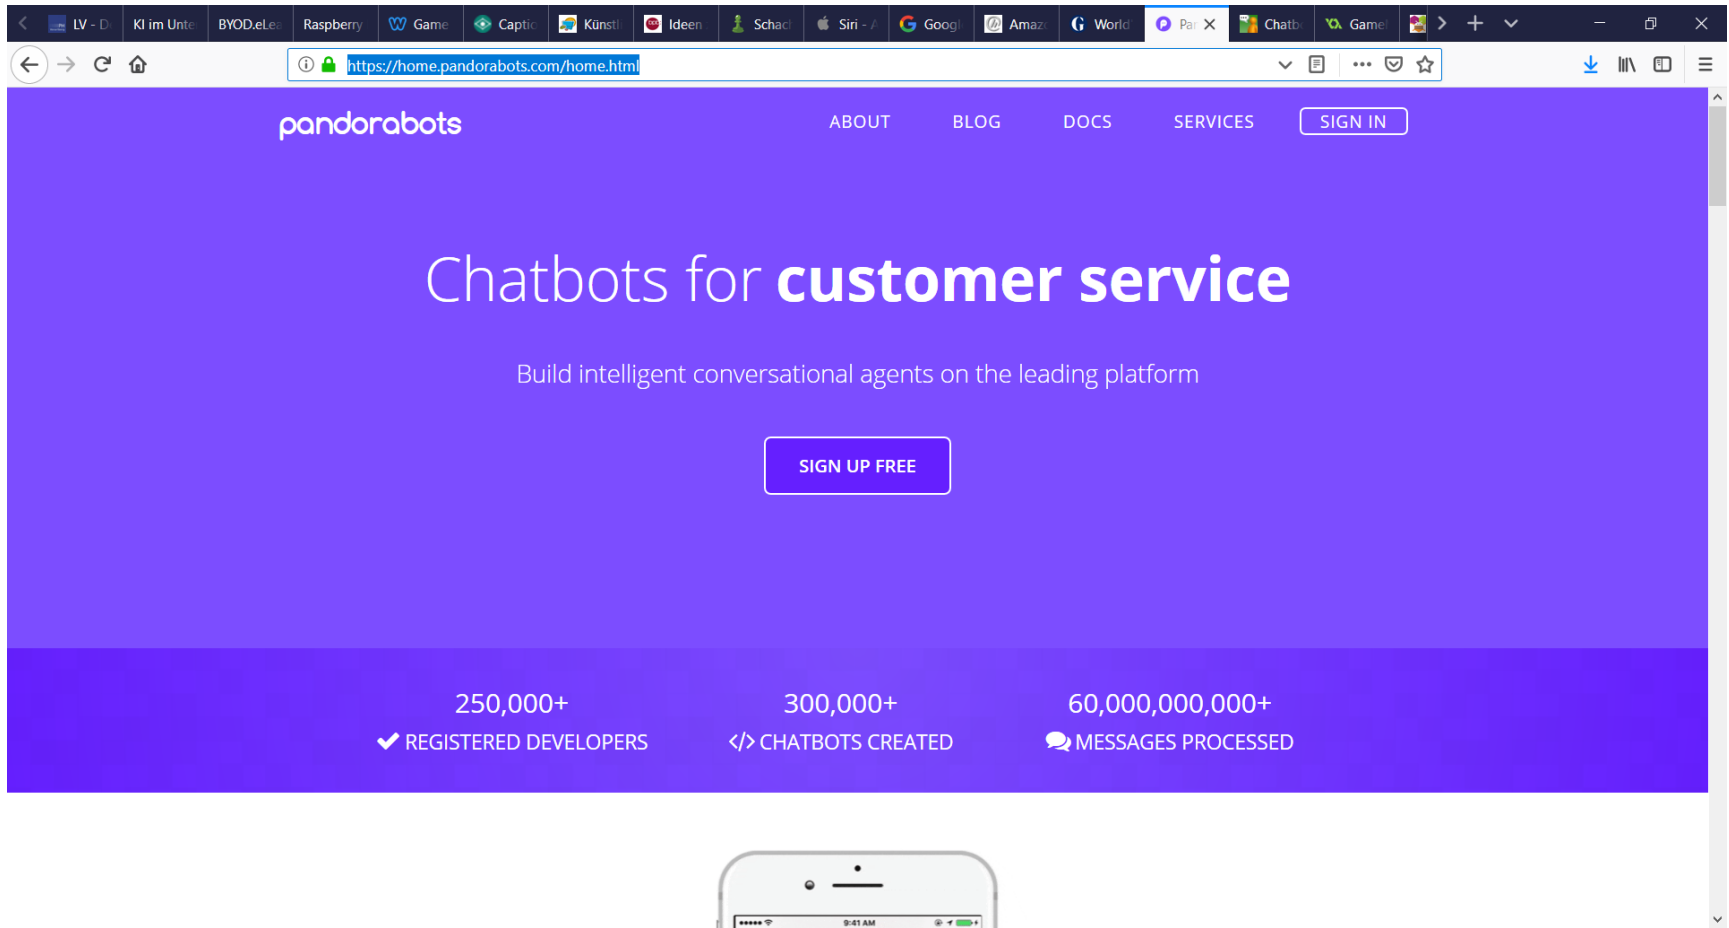 LV - D
KI im Unte
BYOD.eLea
Raspberry
Game
Captio
Künstl
Ideen
Schach
Siri - A
Googl
Amaz
World'
Par
Chatbo
Game
https://home.pandorabots.com/home.html
pandorabots
ABOUT
BLOG
DOCS
SERVICES
SIGN IN
Chatbots for customer service
Build intelligent conversational agents on the leading platform
SIGN UP FREE
250,000+
REGISTERED DEVELOPERS
300,000+
</> CHATBOTS CREATED
60,000,000,000+
MESSAGES PROCESSED
9:41 AM